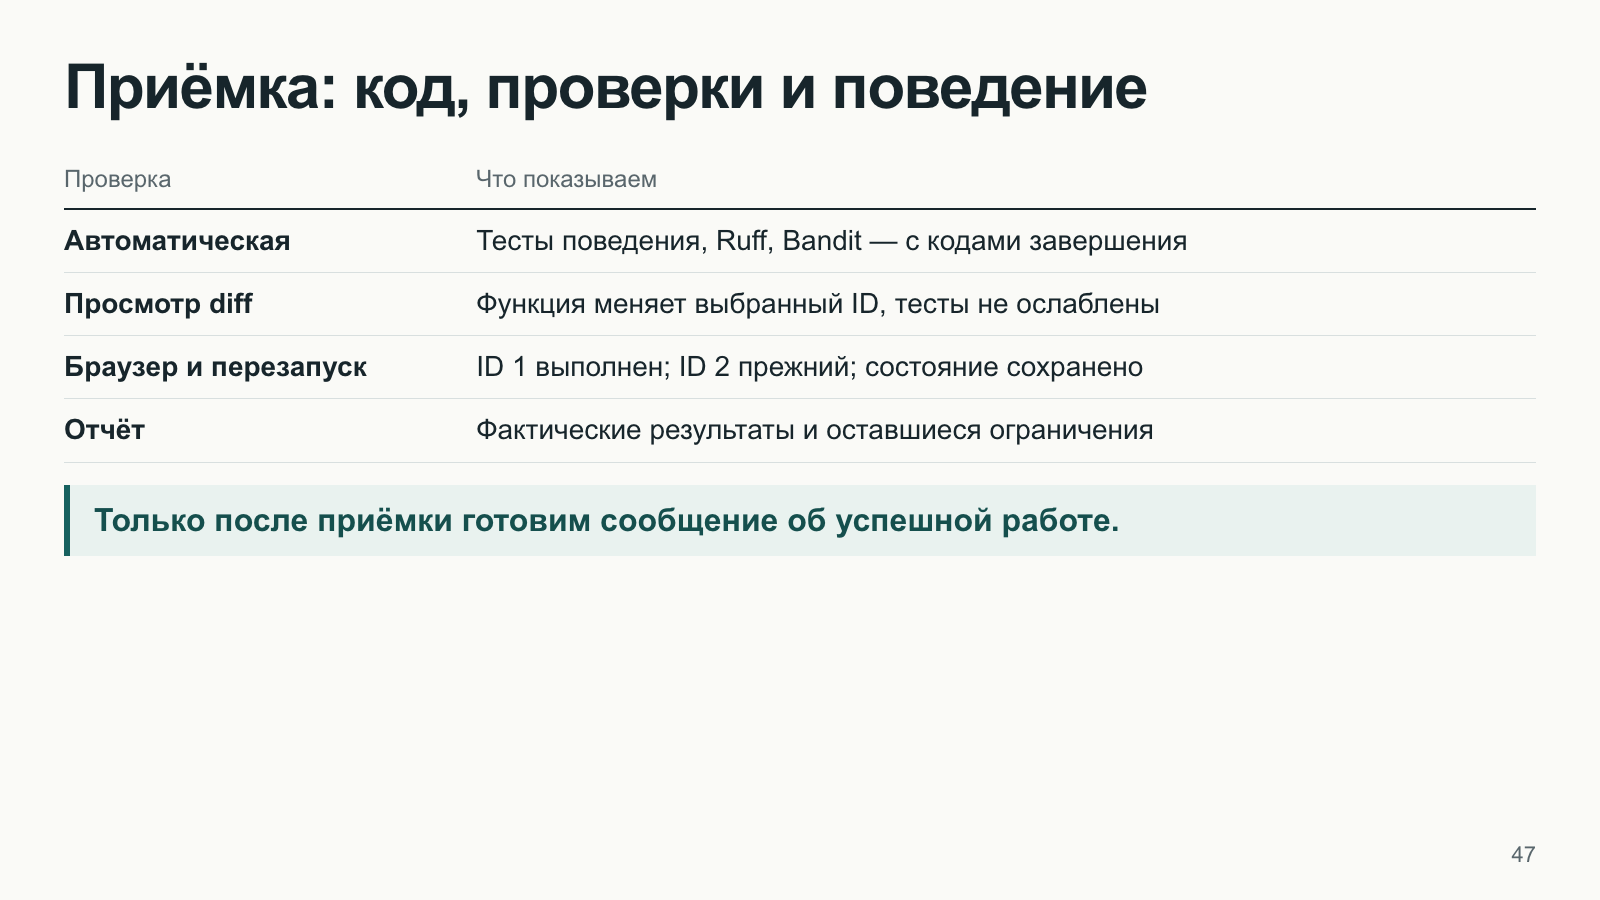 Приёмка: код, проверки и поведение
Проверка Что показываем
Автоматическая Тесты поведения, Ruff, Bandit — с кодами завершения
Просмотр diff Функция меняет выбранный ID, тесты не ослаблены
Браузер и перезапуск ID 1 выполнен; ID 2 прежний; состояние сохранено
Отчёт Фактические результаты и оставшиеся ограничения
Только после приёмки готовим сообщение об успешной работе.
47